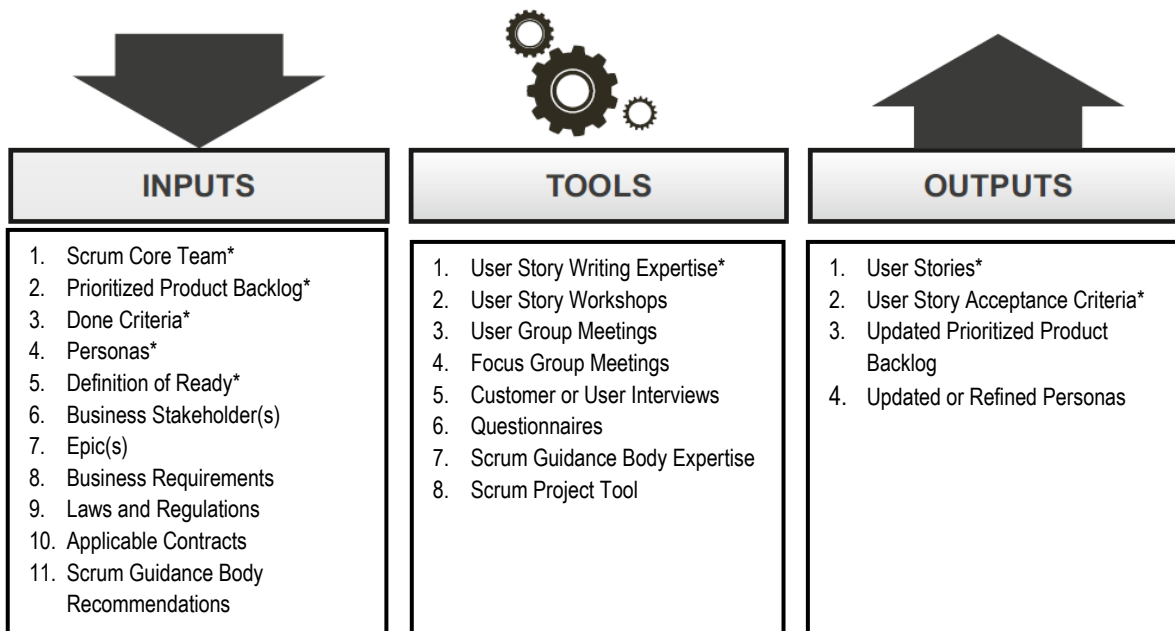 INPUTS
1. Scrum Core Team*
2. Prioritized Product Backlog*
3. Done Criteria*
4. Personas*
5. Definition of Ready*
6. Business Stakeholder(s)
7. Epic(s)
8. Business Requirements
9. Laws and Regulations
10. Applicable Contracts
11. Scrum Guidance Body
Recommendations
TOOLS
1. User Story Writing Expertise*
2. User Story Workshops
3. User Group Meetings
4. Focus Group Meetings
5. Customer or User Interviews
6. Questionnaires
7. Scrum Guidance Body Expertise
8. Scrum Project Tool
OUTPUTS
1. User Stories*
2. User Story Acceptance Criteria*
3. Updated Prioritized Product
Backlog
4. Updated or Refined Personas